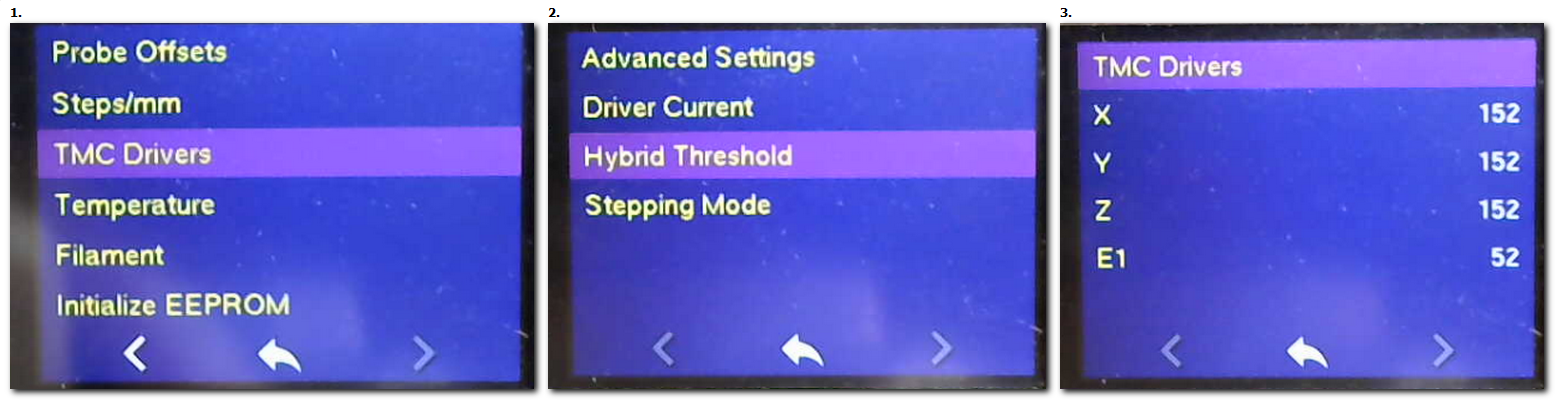 1.
Probe Offsets
Steps/mm
TMC Drivers
Temperature
Filament
Initialize EEPROM
2.
Advanced Settings
Driver Current
Hybrid Threshold
Stepping Mode
3.
TMC Drivers
X 152
Y 152
Z 152
E1 52